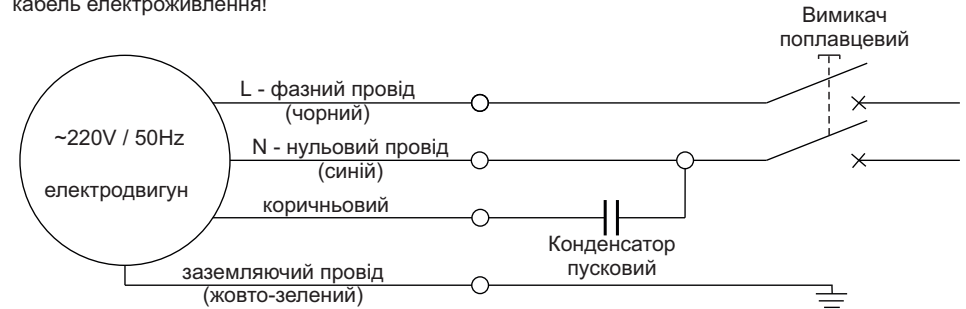 кабель електроживлення!
Вимикач
поплавцевий
L - фазний провід
(чорний)
~220V / 50Hz
N - нульовий провід
(синій)
електродвигун
коричньовий
Конденсатор
пусковий
заземляючий провід
(жовто-зелений)